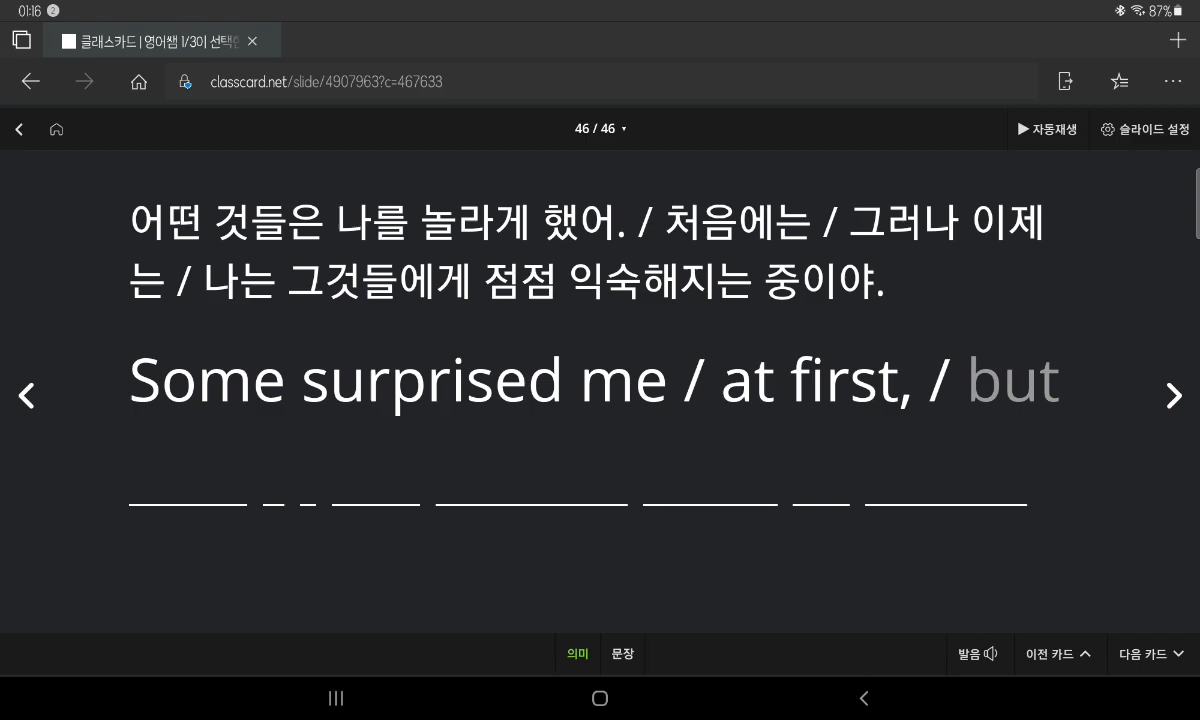 01:16 2 87%
클래스카드 | 영어쌤 1/3이 선택한
classcard.net/slide/4907963?c=467633
46 / 46 자동재생 슬라이드 설정
어떤 것들은 나를 놀라게 했어. / 처음에는 / 그러나 이제
는 / 나는 그것들에게 점점 익숙해지는 중이야.
Some surprised me / at first, / but
의미 문장 발음 이전 카드 다음 카드